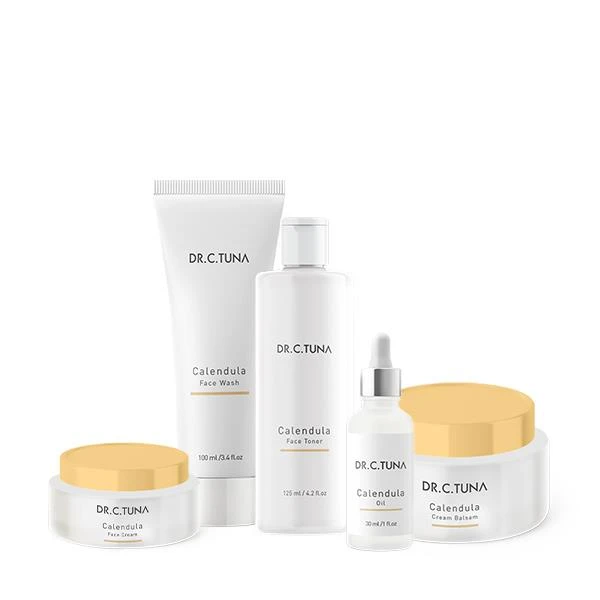 DR.C.TUNA
Calendula
Face Wash
100 ml/3.4 fl.oz
DR.C.TUNA
Calendula
Face Toner
125 ml / 4.2 fl.oz
DR.C.TUNA
Calendula
Oil
30 ml/1 fl.oz
DR.C.TUNA
Calendula
Cream Balsam
DR.C.TUNA
Calendula
Face Cream